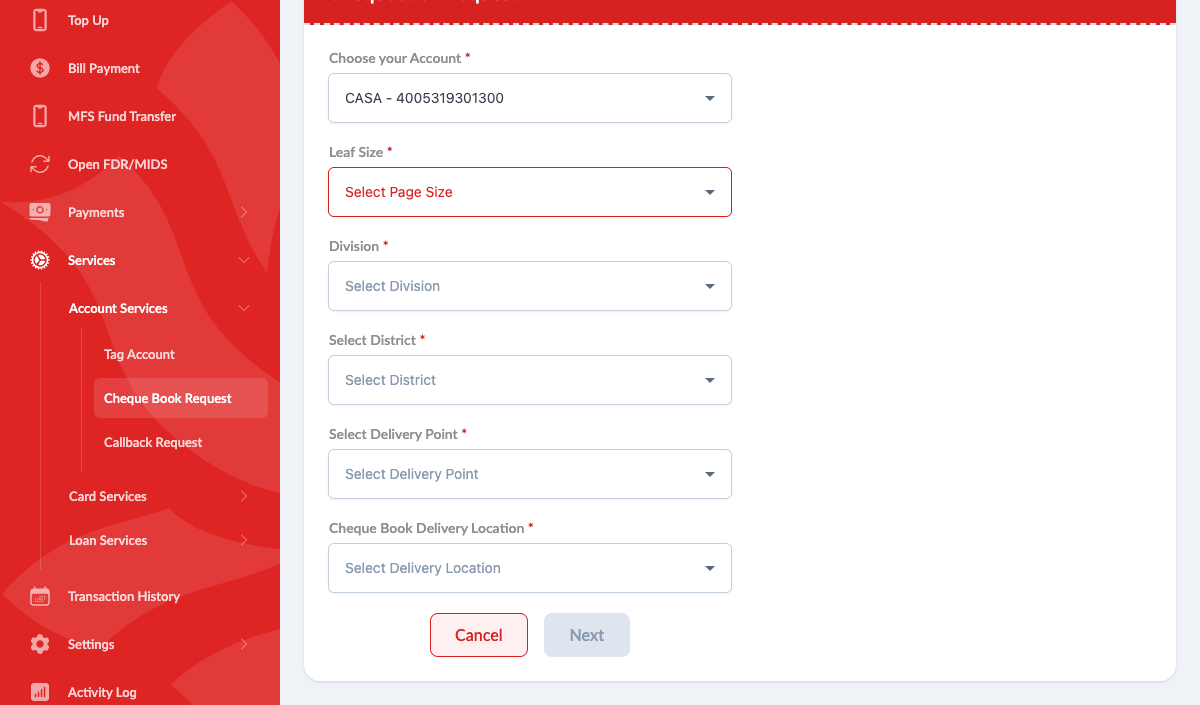 Top Up
Bill Payment
MFS Fund Transfer
Open FDR/MIDS
Payments
Services
Account Services
Tag Account
Cheque Book Request
Callback Request
Card Services
Loan Services
Transaction History
Settings
Activity Log
Choose your Account *
CASA - 4005319301300
Leaf Size *
Select Page Size
Division *
Select Division
Select District *
Select District
Select Delivery Point *
Select Delivery Point
Cheque Book Delivery Location *
Select Delivery Location
Cancel
Next